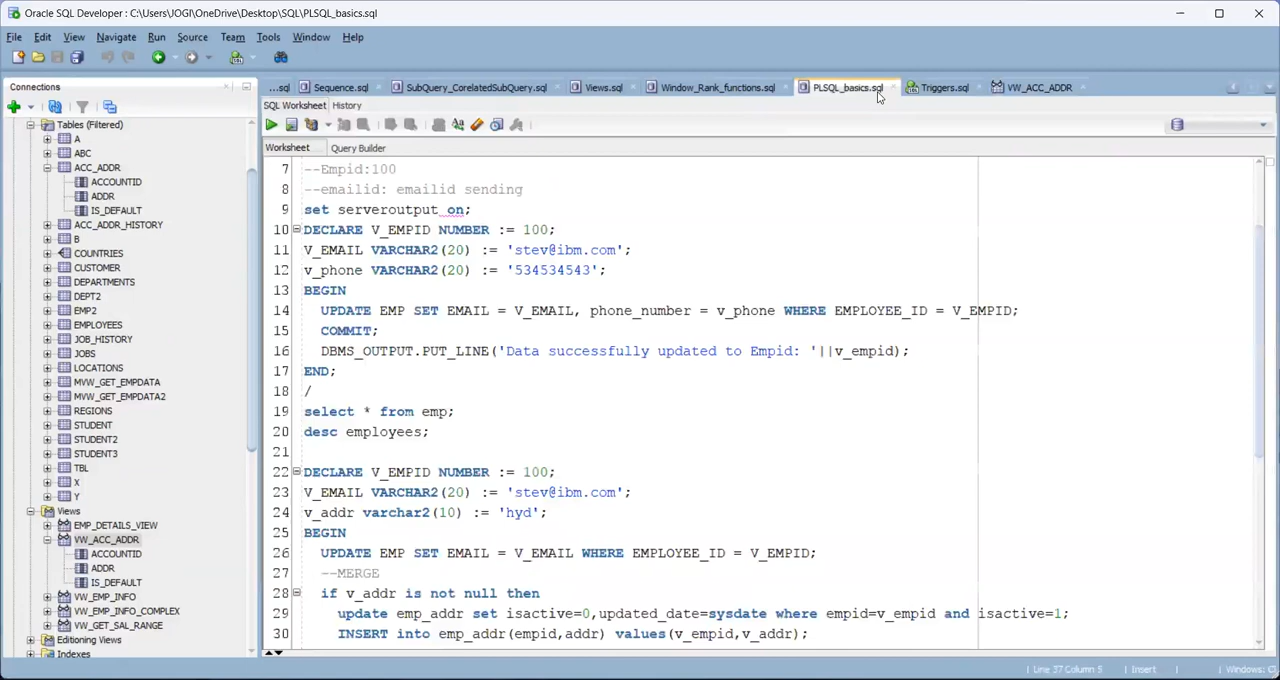 Oracle SQL Developer : C:\Users\JOGI\OneDrive\Desktop\SQL\PLSQL_basics.sql
File Edit View Navigate Run Source Team Tools Window Help
Connections
...sql Sequence.sql SubQuery_CorelatedSubQuery.sql Views.sql Window_Rank_functions.sql PLSQL_basics.sql Triggers.sql VW_ACC_ADDR
SQL Worksheet History
Worksheet Query Builder
Tables (Filtered)
A
ABC
ACC_ADDR
ACCOUNTID
ADDR
IS_DEFAULT
ACC_ADDR_HISTORY
B
COUNTRIES
CUSTOMER
DEPARTMENTS
DEPT2
EMP2
EMPLOYEES
JOB_HISTORY
JOBS
LOCATIONS
MVW_GET_EMPDATA
MVW_GET_EMPDATA2
REGIONS
STUDENT
STUDENT2
STUDENT3
TBL
X
Y
Views
EMP_DETAILS_VIEW
VW_ACC_ADDR
ACCOUNTID
ADDR
IS_DEFAULT
VW_EMP_INFO
VW_EMP_INFO_COMPLEX
VW_GET_SAL_RANGE
Editioning Views
Indexes
7 --Empid:100
8 --emailid: emailid sending
9 set serveroutput on;
10 DECLARE V_EMPID NUMBER := 100;
11 V_EMAIL VARCHAR2(20) := 'stev@ibm.com';
12 v_phone VARCHAR2(20) := '534534543';
13 BEGIN
14 UPDATE EMP SET EMAIL = V_EMAIL, phone_number = v_phone WHERE EMPLOYEE_ID = V_EMPID;
15 COMMIT;
16 DBMS_OUTPUT.PUT_LINE('Data successfully updated to Empid: '||v_empid);
17 END;
18 /
19 select * from emp;
20 desc employees;
21
22 DECLARE V_EMPID NUMBER := 100;
23 V_EMAIL VARCHAR2(20) := 'stev@ibm.com';
24 v_addr varchar2(10) := 'hyd';
25 BEGIN
26 UPDATE EMP SET EMAIL = V_EMAIL WHERE EMPLOYEE_ID = V_EMPID;
27 --MERGE
28 if v_addr is not null then
29 update emp_addr set isactive=0,updated_date=sysdate where empid=v_empid and isactive=1;
30 INSERT into emp_addr(empid,addr) values(v_empid,v_addr);
Line 37 Column 5 Insert Windows: